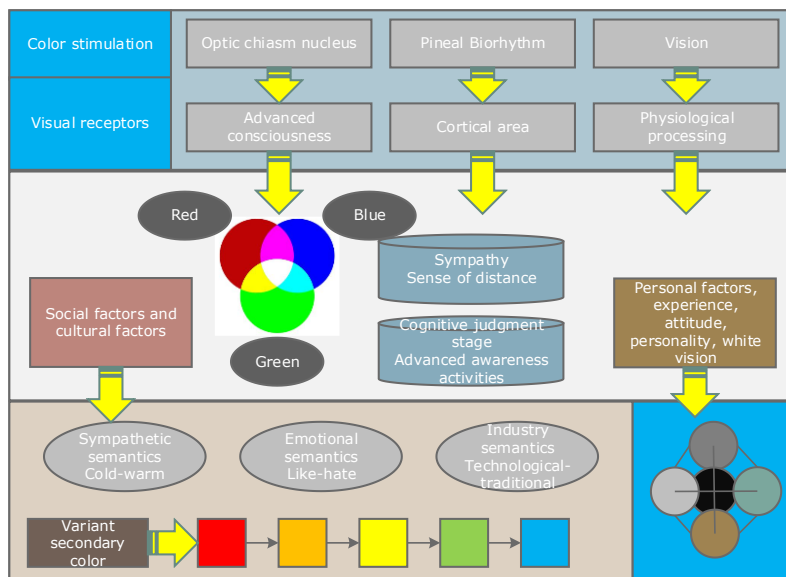 Color stimulation
Optic chiasm nucleus
Pineal Biorhythm
Vision
Visual receptors
Advanced
consciousness
Cortical area
Physiological
processing
Red
Blue
Green
Sympathy
Sense of distance
Cognitive judgment
stage
Advanced awareness
activities
Social factors and
cultural factors
Personal factors,
experience,
attitude,
personality, white
vision
Sympathetic
semantics
Cold-warm
Emotional
semantics
Like-hate
Industry
semantics
Technological-
traditional
Variant
secondary
color